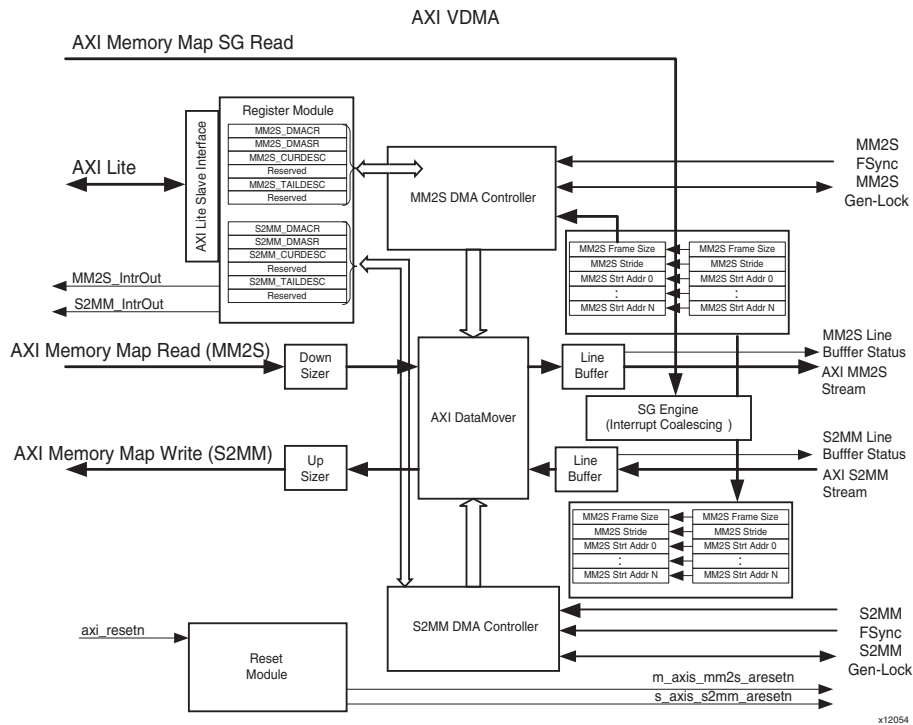 AXI VDMA
AXI Memory Map SG Read
Register Module
MM2S_DMACR
MM2S_DMASR
MM2S_CURDESC
Reserved
MM2S_TAILDESC
Reserved
S2MM_DMACR
S2MM_DMASR
S2MM_CURDESC
Reserved
S2MM_TAILDESC
Reserved
AXI Lite Slave Interface
AXI Lite
MM2S_IntrOut
S2MM_IntrOut
MM2S DMA Controller
MM2S
FSync
MM2S
Gen-Lock
MM2S Frame Size
MM2S Stride
MM2S Strt Addr 0
:
MM2S Strt Addr N
MM2S Frame Size
MM2S Stride
MM2S Strt Addr 0
:
MM2S Strt Addr N
AXI Memory Map Read (MM2S)
Down
Sizer
AXI DataMover
Line
Buffer
MM2S Line
Bufffer Status
AXI MM2S
Stream
SG Engine
(Interrupt Coalescing )
AXI Memory Map Write (S2MM)
Up
Sizer
Line
Buffer
S2MM Line
Bufffer Status
AXI S2MM
Stream
MM2S Frame Size
MM2S Stride
MM2S Strt Addr 0
:
MM2S Strt Addr N
MM2S Frame Size
MM2S Stride
MM2S Strt Addr 0
:
MM2S Strt Addr N
S2MM DMA Controller
S2MM
FSync
S2MM
Gen-Lock
axi_resetn
Reset
Module
m_axis_mm2s_aresetn
s_axis_s2mm_aresetn
x12054